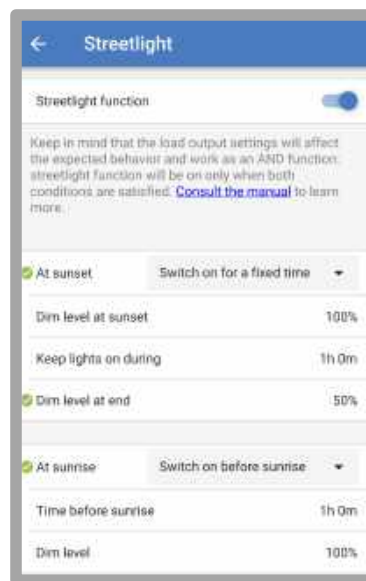 Streetlight
Streetlight function
Keep in mind that the load output settings will affect
the expected behavior and work as an AND function:
streetlight function will be on only when both
conditions are satisfied. Consult the manual to learn
more.
At sunset Switch on for a fixed time
Dim level at sunset 100%
Keep lights on during 1h 0m
Dim level at end 50%
At sunrise Switch on before sunrise
Time before sunrise 1h 0m
Dim level 100%